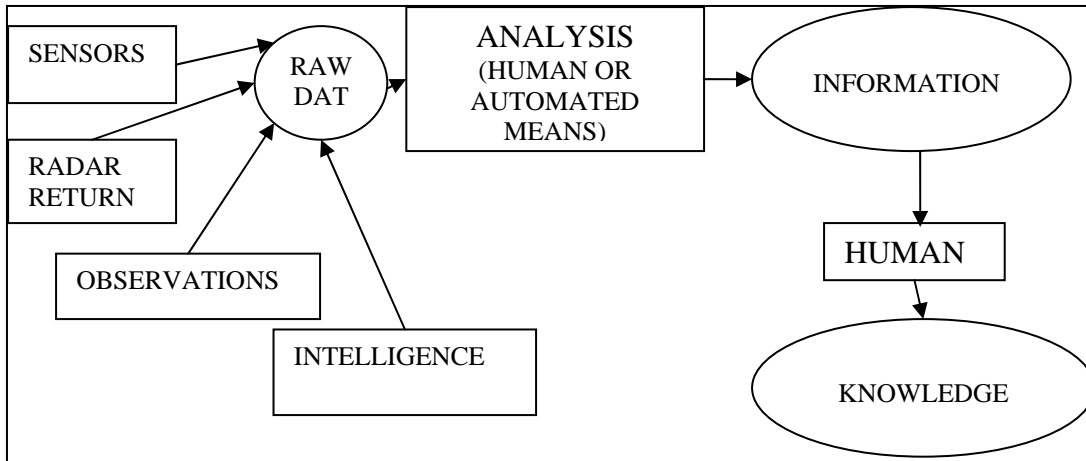 SENSORS
RADAR
RETURN
OBSERVATIONS
INTELLIGENCE
RAW
DAT
ANALYSIS
(HUMAN OR
AUTOMATED
MEANS)
INFORMATION
HUMAN
KNOWLEDGE